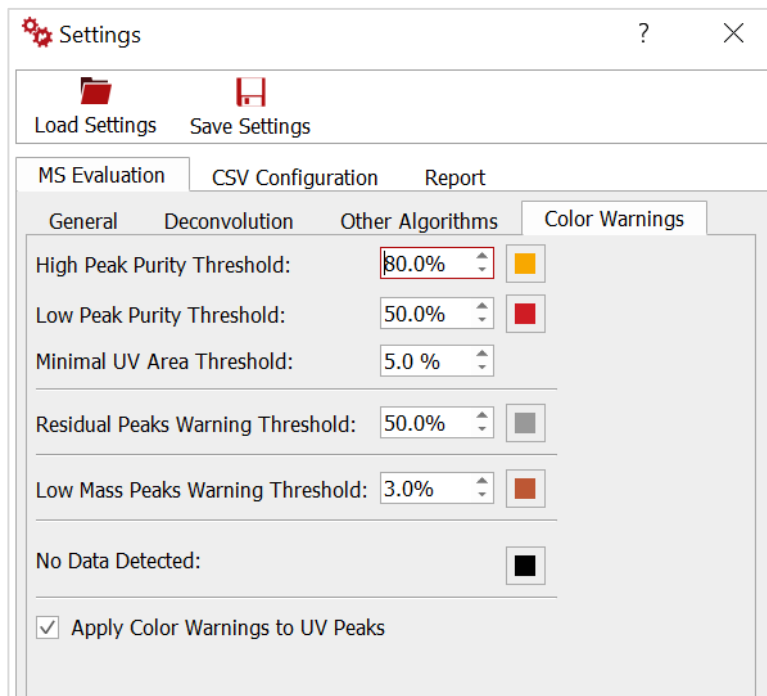 Settings
?
Load Settings Save Settings
MS Evaluation CSV Configuration Report
General Deconvolution Other Algorithms Color Warnings
High Peak Purity Threshold: 80.0%
Low Peak Purity Threshold: 50.0%
Minimal UV Area Threshold: 5.0 %
Residual Peaks Warning Threshold: 50.0%
Low Mass Peaks Warning Threshold: 3.0%
No Data Detected:
Apply Color Warnings to UV Peaks